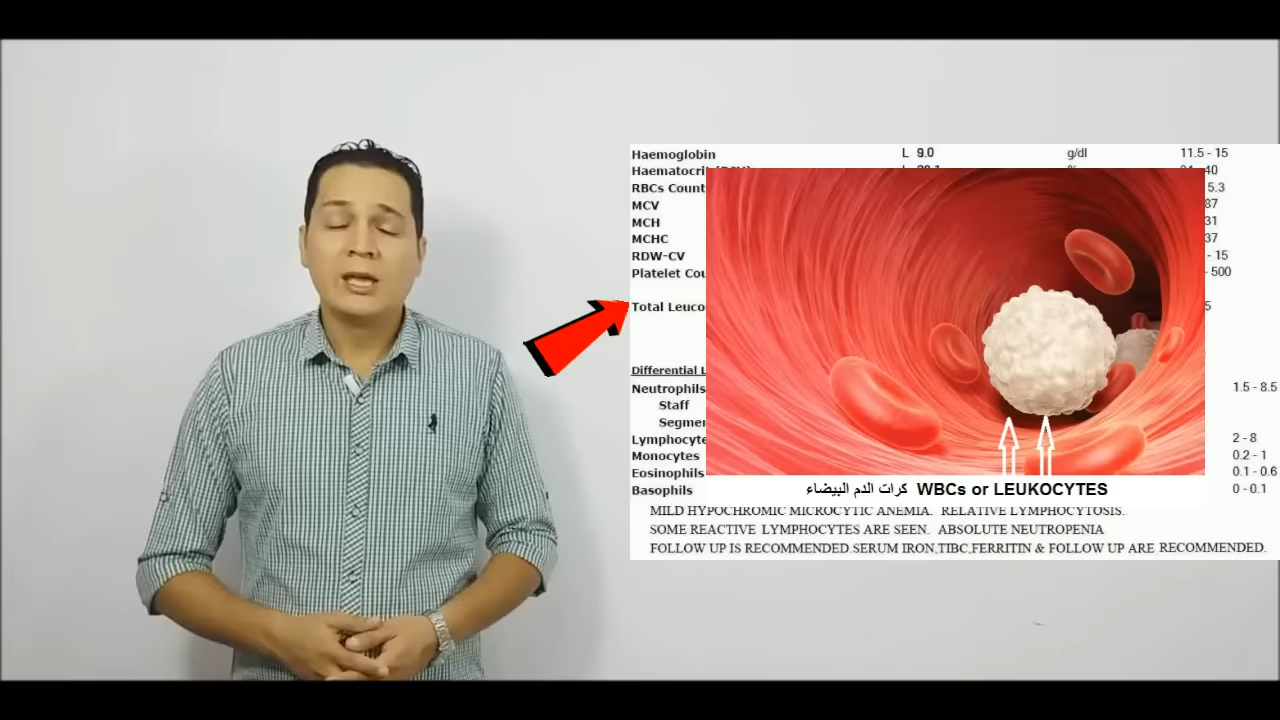 Haemoglobin L 9.0 g/dl 11.5 - 15
Haematocrit 40
RBCs Count 5.3
MCV 87
MCH 31
MCHC 37
RDW-CV - 15
Platelet Cou - 500
Total Leuco 5
Differential L
Neutrophils 1.5 - 8.5
Staff
Segme
Lymphocyte 2 - 8
Monocytes 0.2 - 1
Eosinophils 0.1 - 0.6
Basophils 0 - 0.1
كرات الدم البيضاء WBCs or LEUKOCYTES
MILD HYPOCHROMIC MICROCYTIC ANEMIA. RELATIVE LYMPHOCYTOSIS.
SOME REACTIVE LYMPHOCYTES ARE SEEN. ABSOLUTE NEUTROPENIA
FOLLOW UP IS RECOMMENDED.SERUM IRON,TIBC,FERRITIN & FOLLOW UP ARE RECOMMENDED.